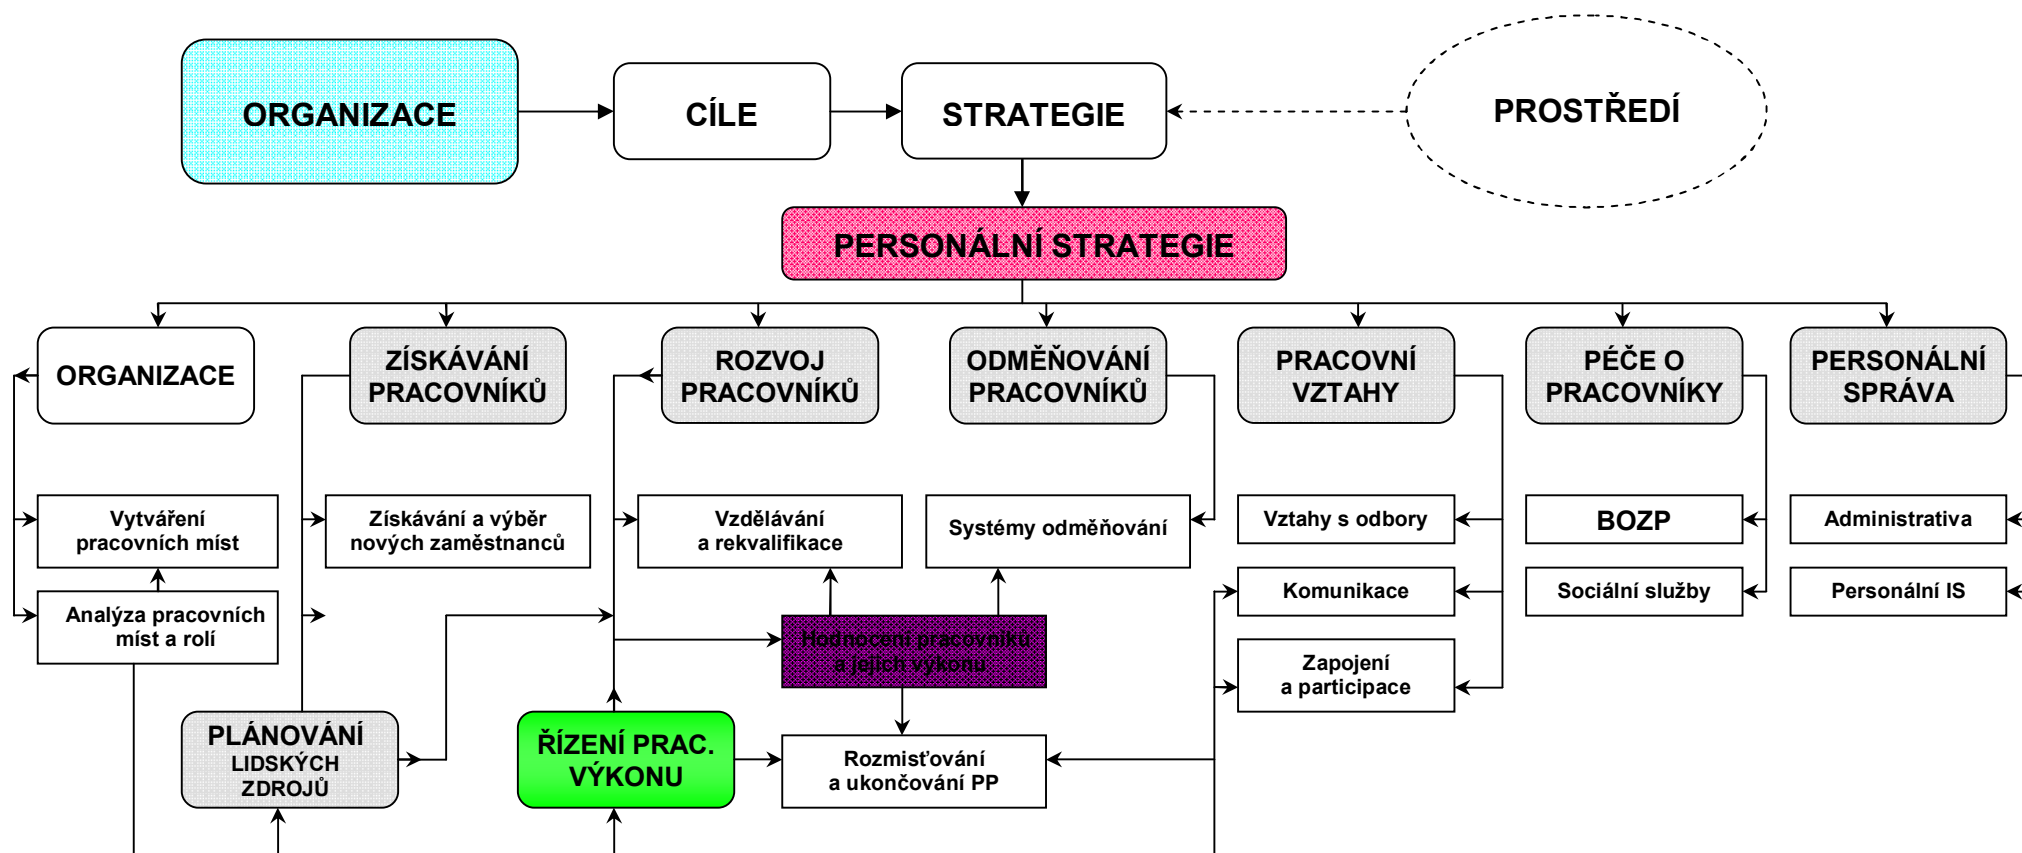 ORGANIZACE
CÍLE
STRATEGIE
PROSTŘEDÍ
PERSONÁLNÍ STRATEGIE
ORGANIZACE
ZÍSKÁVÁNÍ
PRACOVNÍKŮ
ROZVOJ
PRACOVNÍKŮ
ODMĚŇOVÁNÍ
PRACOVNÍKŮ
PRACOVNÍ
VZTAHY
PÉČE O
PRACOVNÍKY
PERSONÁLNÍ
SPRÁVA
Vytváření
pracovních míst
Získávání a výběr
nových zaměstnanců
Vzdělávání
a rekvalifikace
Systémy odměňování
Vztahy s odbory
BOZP
Administrativa
Analýza pracovních
míst a rolí
Hodnocení pracovníků
a jejich výkonu
Komunikace
Sociální služby
Personální IS
Zapojení
a participace
PLÁNOVÁNÍ
LIDSKÝCH
ZDROJŮ
ŘÍZENÍ PRAC.
VÝKONU
Rozmisťování
a ukončování PP